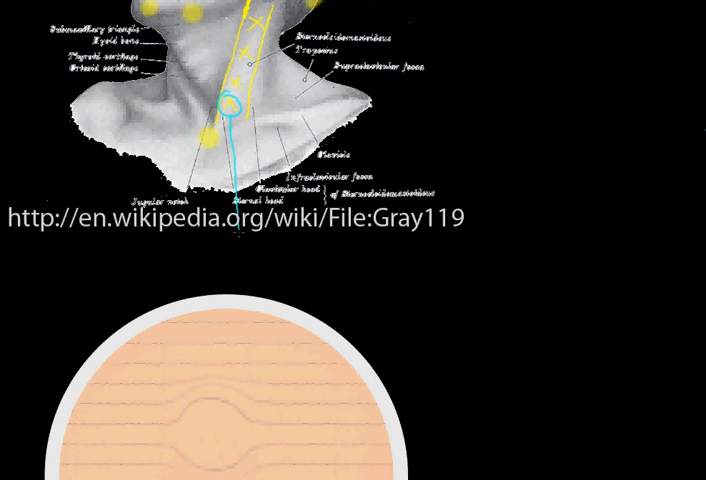 Submaxillary triangle
Hyoid bone
Thyroid cartilage
Cricoid cartilage
Sternocleidomastoideus
Trapezius
Supraclavicular fossa
Clavicle
Infraclavicular fossa
Clavicular head
of Sternocleidomastoideus
Jugular notch
Sternal head
http://en.wikipedia.org/wiki/File:Gray119